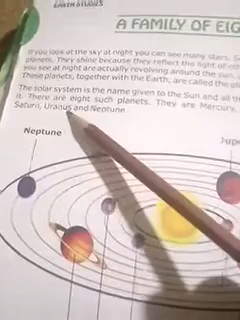 EARTH STUDIES
A FAMILY OF EIG
If you look at the sky at night you can see many stars. S
planets. They shine because they reflect the light of
you see at night are actually revolving around the sun.
These planets, together with the Earth, are called the pl
The solar system is the name given to the Sun and all th
it. There are eight such planets. They are Mercury,
Saturn, Uranus and Neptune
Neptune
Jup